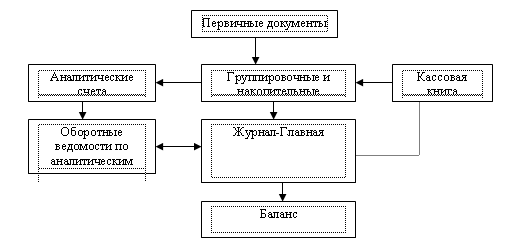 Первичные документы
Аналитические
счета
Группировочные и
накопительные
Кассовая
книга
Оборотные
ведомости по
аналитическим
Журнал-Главная
Баланс